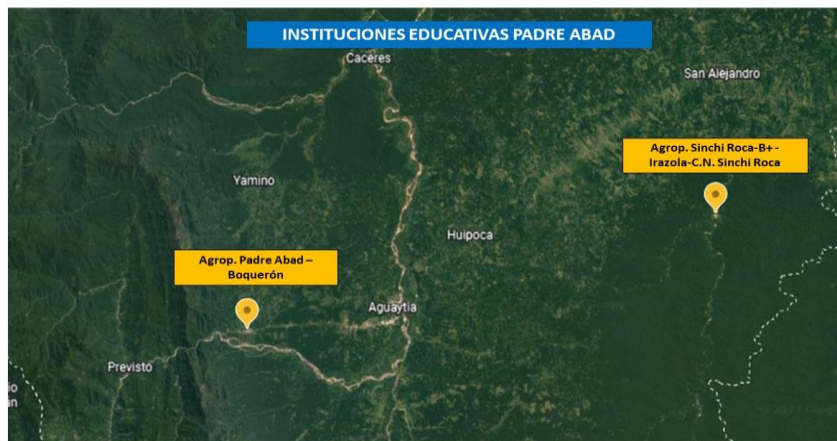 INSTITUCIONES EDUCATIVAS PADRE ABAD
Caceres
San Alejandro
Agrop. Sinchi Roca-B+ -
Irazola-C.N. Sinchi Roca
Yamino
Huipoca
Agrop. Padre Abad –
Boquerón
Aguaytia
Previsto